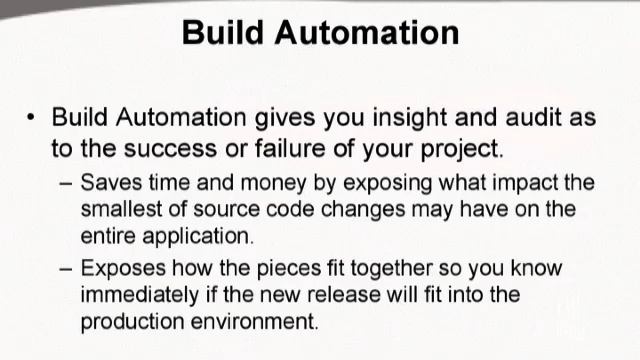 Build Automation
• Build Automation gives you insight and audit as
to the success or failure of your project.
– Saves time and money by exposing what impact the
smallest of source code changes may have on the
entire application.
– Exposes how the pieces fit together so you know
immediately if the new release will fit into the
production environment.